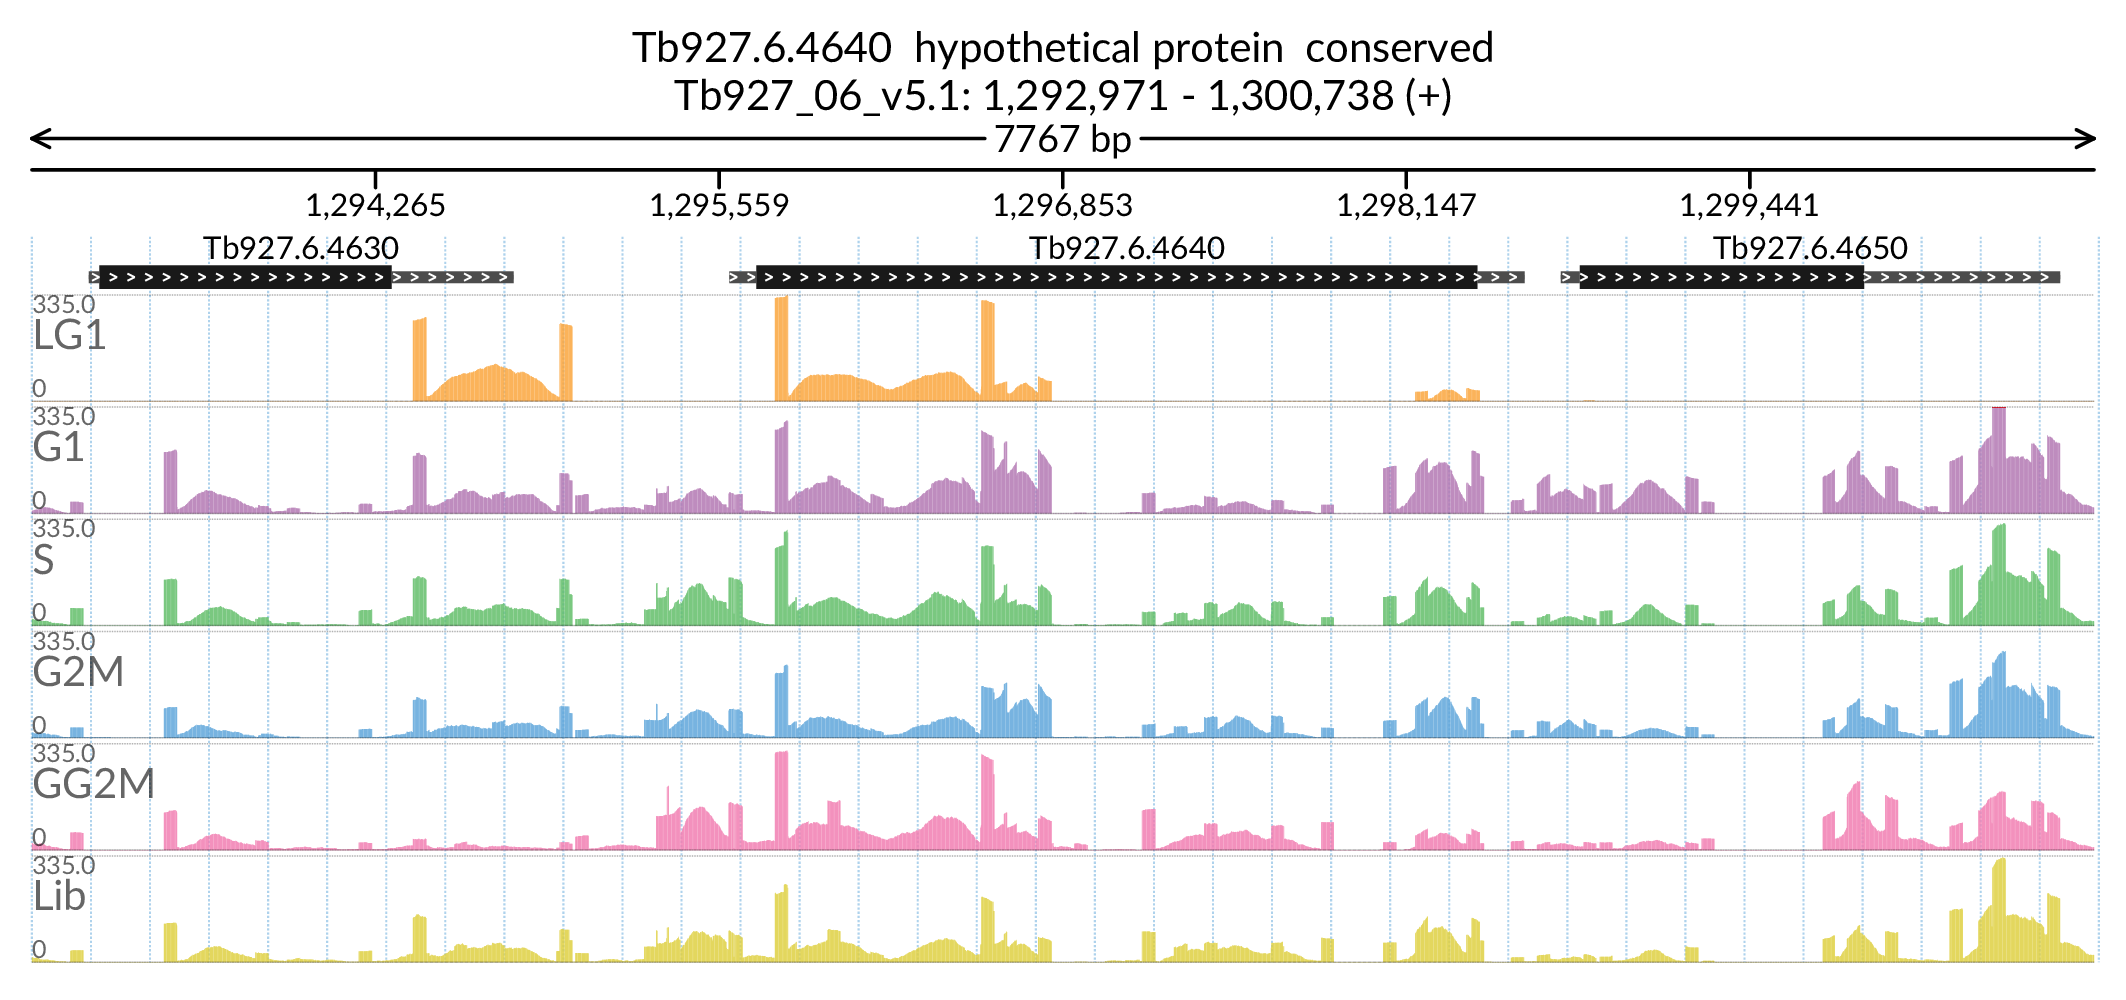 Tb927.6.4640 hypothetical protein conserved
Tb927_06_v5.1: 1,292,971 - 1,300,738 (+)
7767 bp
1,294,265 1,295,559 1,296,853 1,298,147 1,299,441
Tb927.6.4630 Tb927.6.4640 Tb927.6.4650
335.0
LG1
0
335.0
G1
0
335.0
S
0
335.0
G2M
0
335.0
GG2M
0
335.0
Lib
0